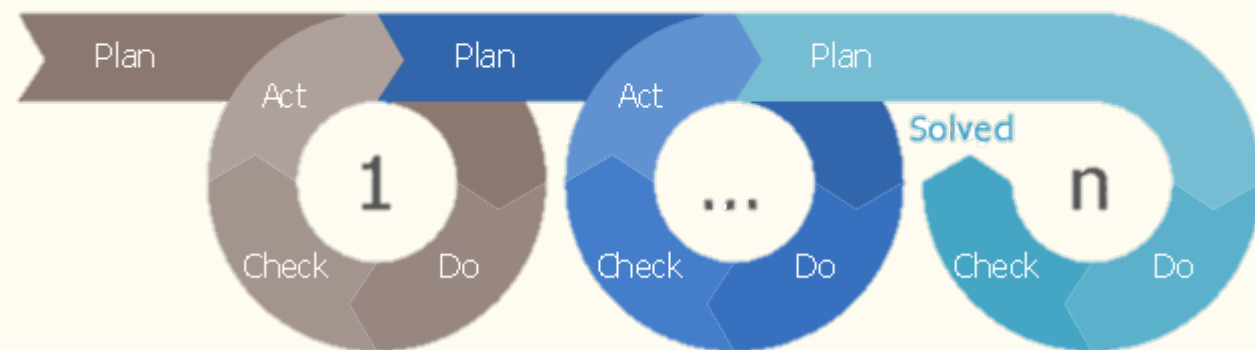 Plan Plan Plan
Act Act
Solved
1 ... n
Check Do Check Do Check Do